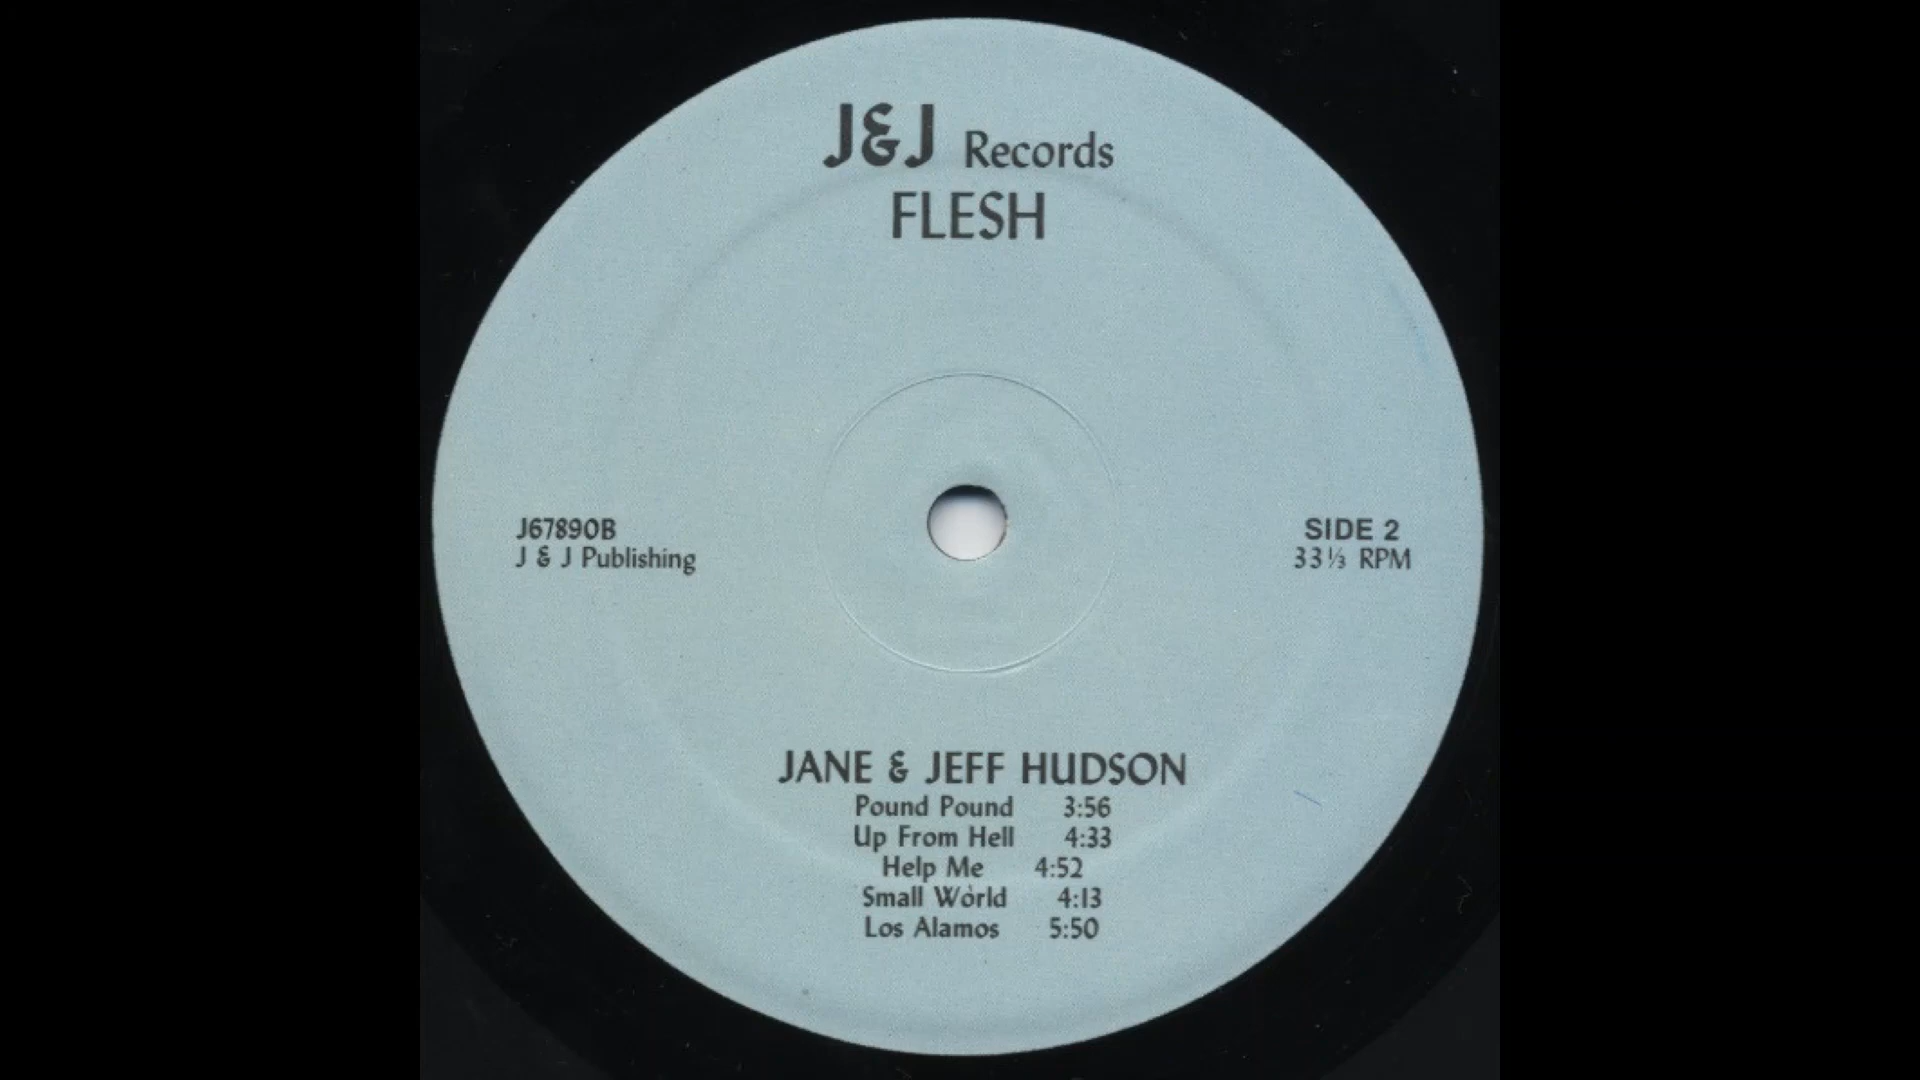 J&J Records
FLESH
J67890B
J & J Publishing
SIDE 2
33⅓ RPM
JANE & JEFF HUDSON
Pound Pound 3:56
Up From Hell 4:33
Help Me 4:52
Small World 4:13
Los Alamos 5:50